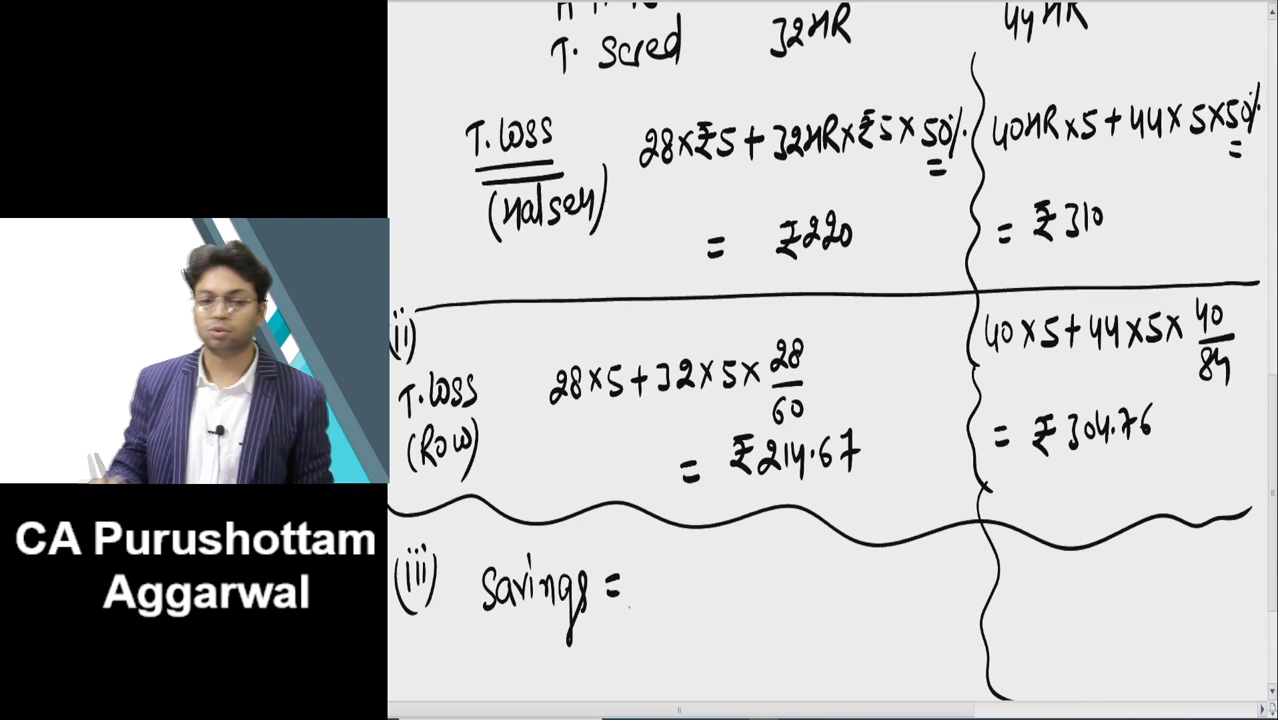 T. Scred 32HR 44HR
T. Loss 28×₹5+32HR×₹5×50% 40HR×5+44×5×50%
(Halsey)
= ₹220 = ₹310
(ii) 40×5+44×5×40/84
T. Loss 28×5+32×5×28/60
(Row) = ₹214.67 = ₹304.76
(iii) Savings =
CA Purushottam
Aggarwal